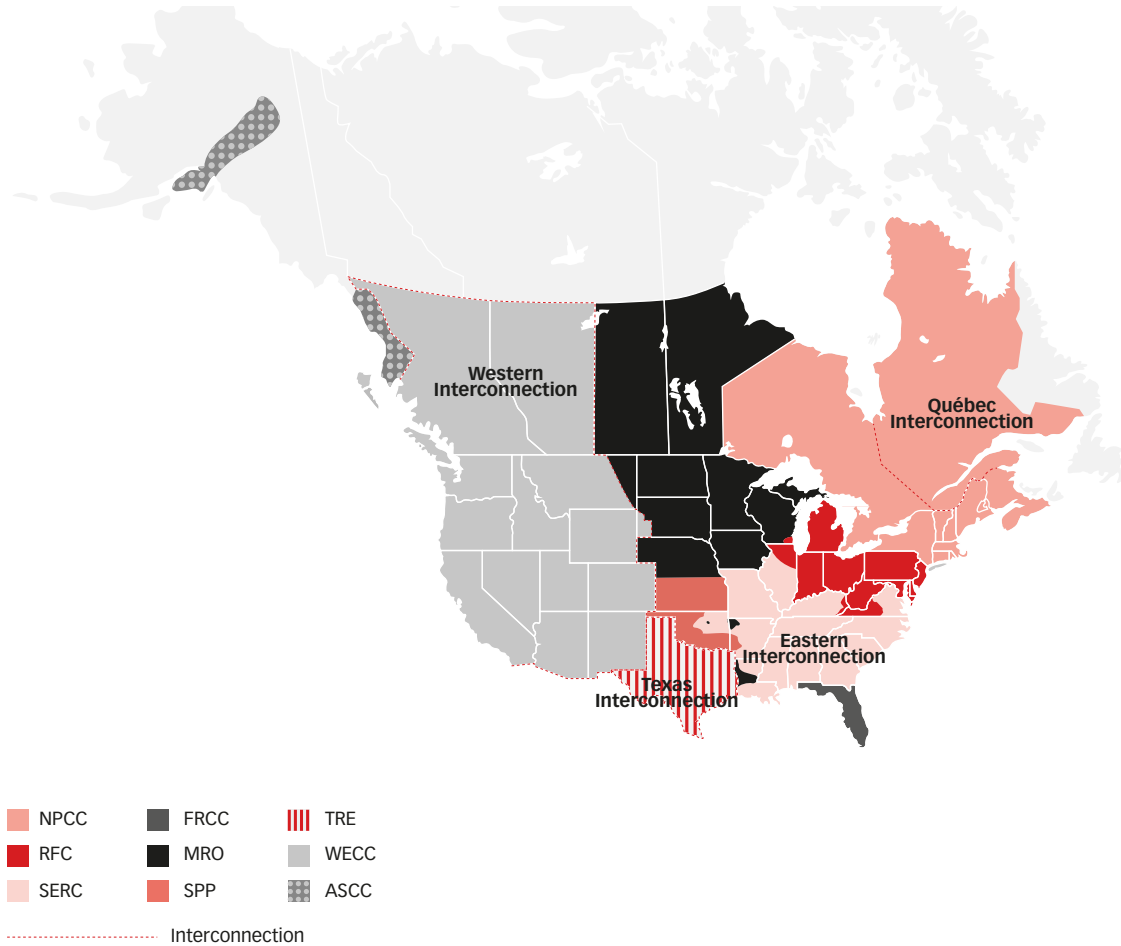 Western
Interconnection
Québec
Interconnection
Eastern
Interconnection
Texas
Interconnection
NPCC
FRCC
TRE
RFC
MRO
WECC
SERC
SPP
ASCC
Interconnection